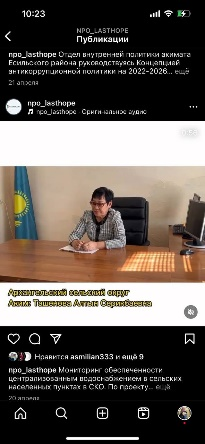 10:23
NPO_LASTHOPE
Публикации
npo_lasthope Отдел внутренней политики акимата
Есильского района руководствуясь Концепцией
антикоррупционной политики на 2022-2026... ещё
21 апреля
npo_lasthope
npo_lasthope · Оригинальное аудио
Архангельский сельский округ
Аким: Ташенова Алтын Серикбаевна
Нравится asmilian333 и ещё 9
npo_lasthope Мониторинг обеспеченности
централизованным водоснабжением в сельских
населённых пунктах в СКО. По проекту... ещё
20 апреля